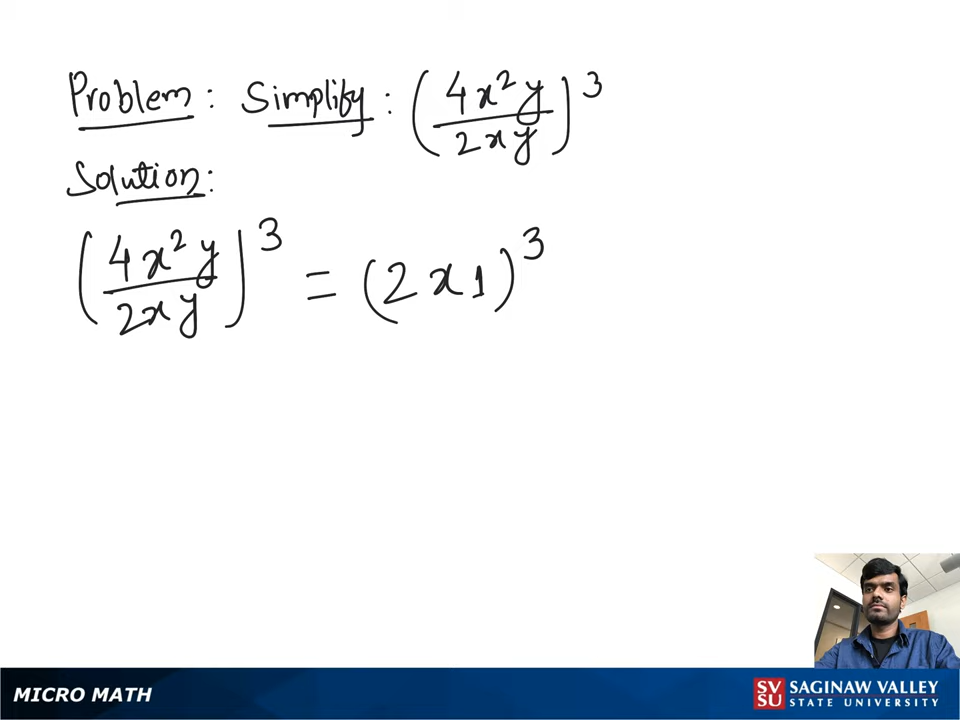 Problem: Simplify: (4x²y / 2xy)³
Solution:
(4x²y / 2xy)³ = (2x1)³
MICRO MATH
SVSU SAGINAW VALLEY
STATE UNIVERSITY